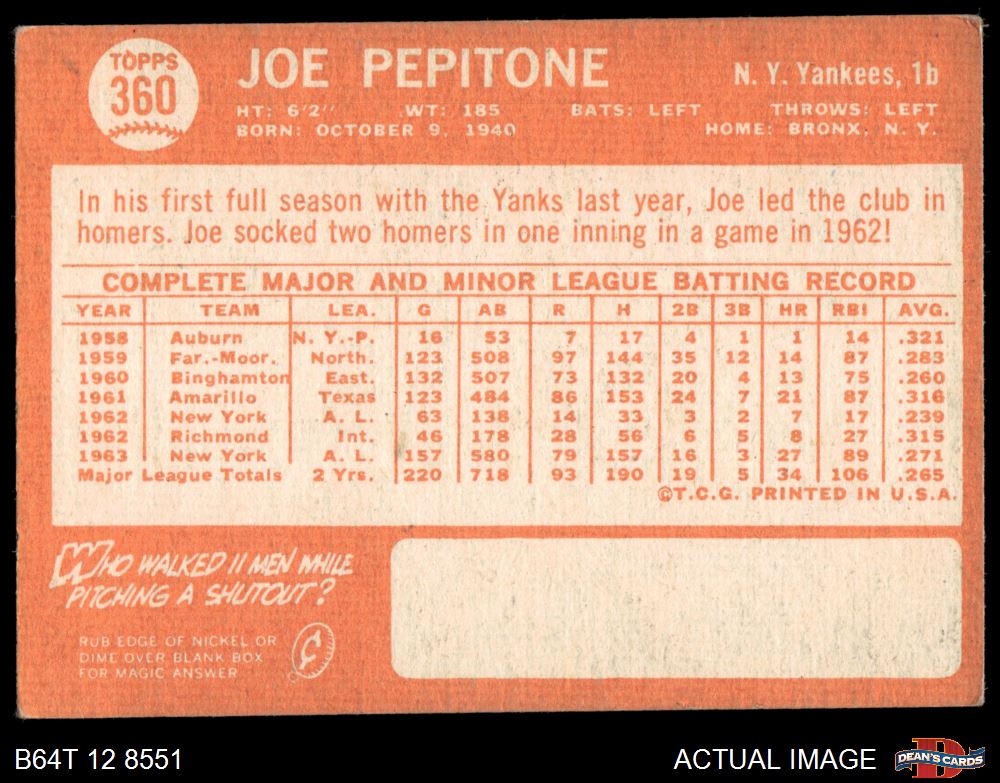 TOPPS
360
JOE PEPITONE
N. Y. Yankees, 1b
HT: 6'2" WT: 185 BATS: LEFT THROWS: LEFT
BORN: OCTOBER 9, 1940 HOME: BRONX, N. Y.
In his first full season with the Yanks last year, Joe led the club in
homers. Joe socked two homers in one inning in a game in 1962!
COMPLETE MAJOR AND MINOR LEAGUE BATTING RECORD
YEAR TEAM LEA. G AB R H 2B 3B HR RBI AVG.
1958 Auburn N. Y.-P. 16 53 7 17 4 1 1 14 .321
1959 Far.-Moor. North. 123 508 97 144 35 12 14 87 .283
1960 Binghamton East. 132 507 73 132 20 4 13 75 .260
1961 Amarillo Texas 123 484 86 153 24 7 21 87 .316
1962 New York A. L. 63 138 14 33 3 2 7 17 .239
1962 Richmond Int. 46 178 28 56 6 5 8 27 .315
1963 New York A. L. 157 580 79 157 16 3 27 89 .271
Major League Totals 2 Yrs. 220 718 93 190 19 5 34 106 .265
©T.C.G. PRINTED IN U.S.A.
WHO WALKED 11 MEN WHILE
PITCHING A SHUTOUT?
RUB EDGE OF NICKEL OR
DIME OVER BLANK BOX
FOR MAGIC ANSWER
B64T 12 8551
ACTUAL IMAGE
DEAN'S CARDS